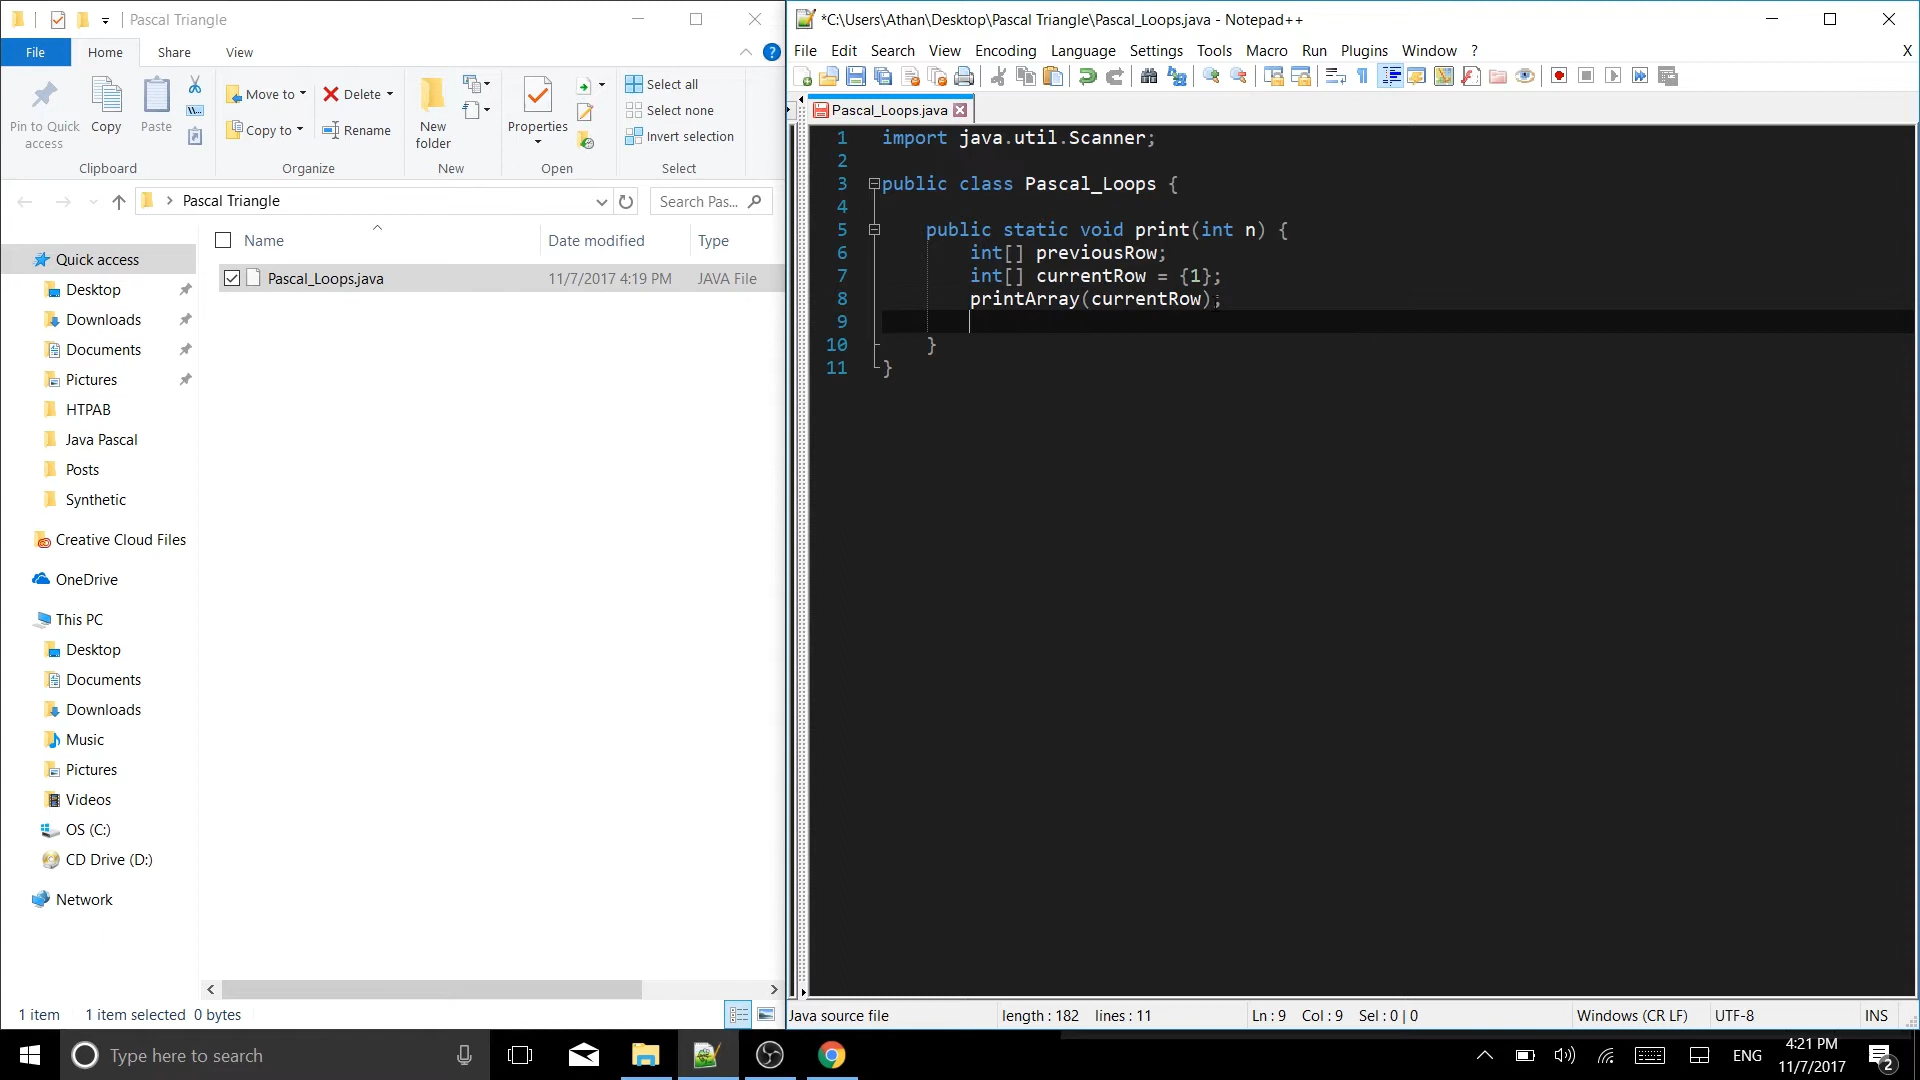 Pascal Triangle
File Home Share View
Pin to Quick access
Copy
Paste
Clipboard
Move to
Copy to
Delete
Rename
Organize
New folder
New
Properties
Open
Select all
Select none
Invert selection
Select
Pascal Triangle
Search Pas...
Name Date modified Type
Pascal_Loops.java 11/7/2017 4:19 PM JAVA File
Quick access
Desktop
Downloads
Documents
Pictures
HTPAB
Java Pascal
Posts
Synthetic
Creative Cloud Files
OneDrive
This PC
Desktop
Documents
Downloads
Music
Pictures
Videos
OS (C:)
CD Drive (D:)
Network
1 item 1 item selected 0 bytes
*C:\Users\Athan\Desktop\Pascal Triangle\Pascal_Loops.java - Notepad++
File Edit Search View Encoding Language Settings Tools Macro Run Plugins Window ? X
Pascal_Loops.java
1 import java.util.Scanner;
2
3 public class Pascal_Loops {
4
5 public static void print(int n) {
6 int[] previousRow;
7 int[] currentRow = {1};
8 printArray(currentRow);
9
10 }
11 }
Java source file length : 182 lines : 11 Ln : 9 Col : 9 Sel : 0 | 0 Windows (CR LF) UTF-8 INS
Type here to search
ENG
4:21 PM
11/7/2017
2